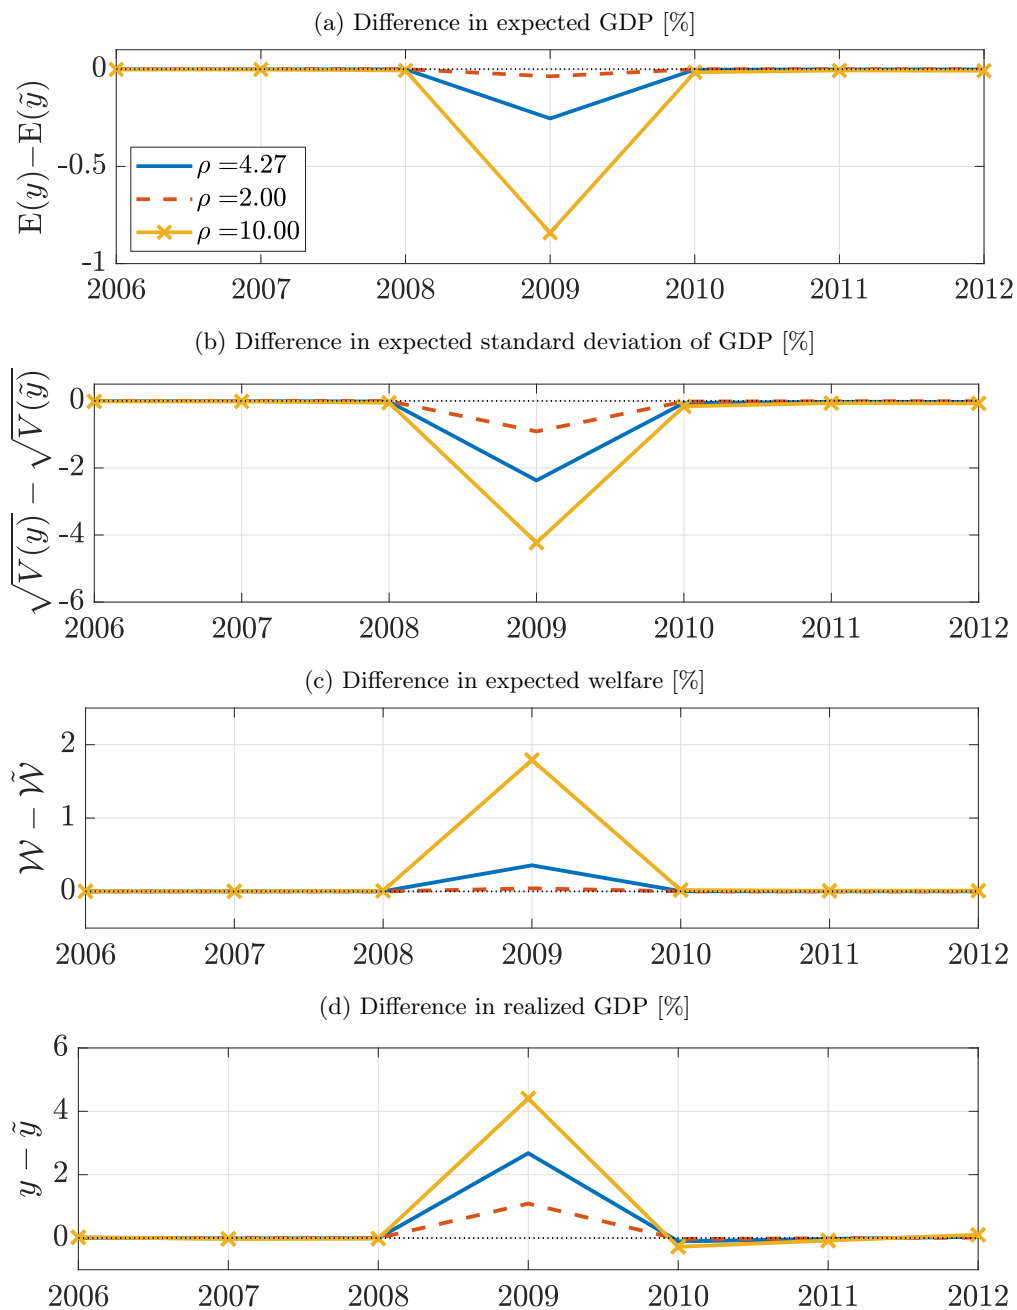 (a) Difference in expected GDP [%]
E(y)−E(ỹ)
0
-0.5
-1
ρ =4.27
ρ =2.00
ρ =10.00
2006 2007 2008 2009 2010 2011 2012
(b) Difference in expected standard deviation of GDP [%]
√V(y) − √V(ỹ)
0
-2
-4
-6
2006 2007 2008 2009 2010 2011 2012
(c) Difference in expected welfare [%]
𝒲 − 𝒲̃
2
1
0
2006 2007 2008 2009 2010 2011 2012
(d) Difference in realized GDP [%]
y − ỹ
6
4
2
0
2006 2007 2008 2009 2010 2011 2012